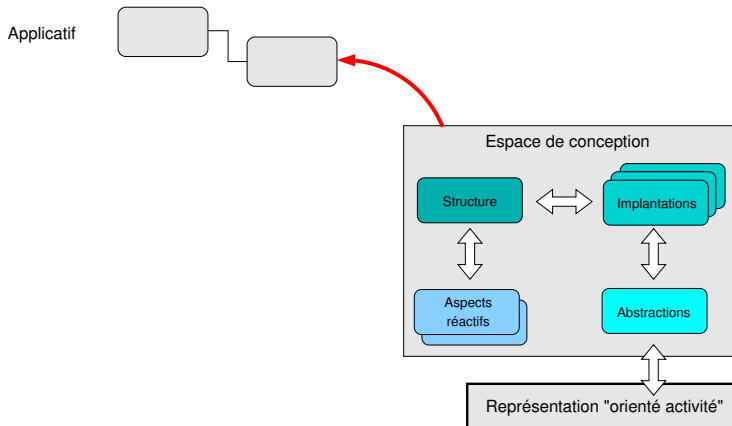 Applicatif
Espace de conception
Structure
Implantations
Aspects
réactifs
Abstractions
Représentation "orienté activité"